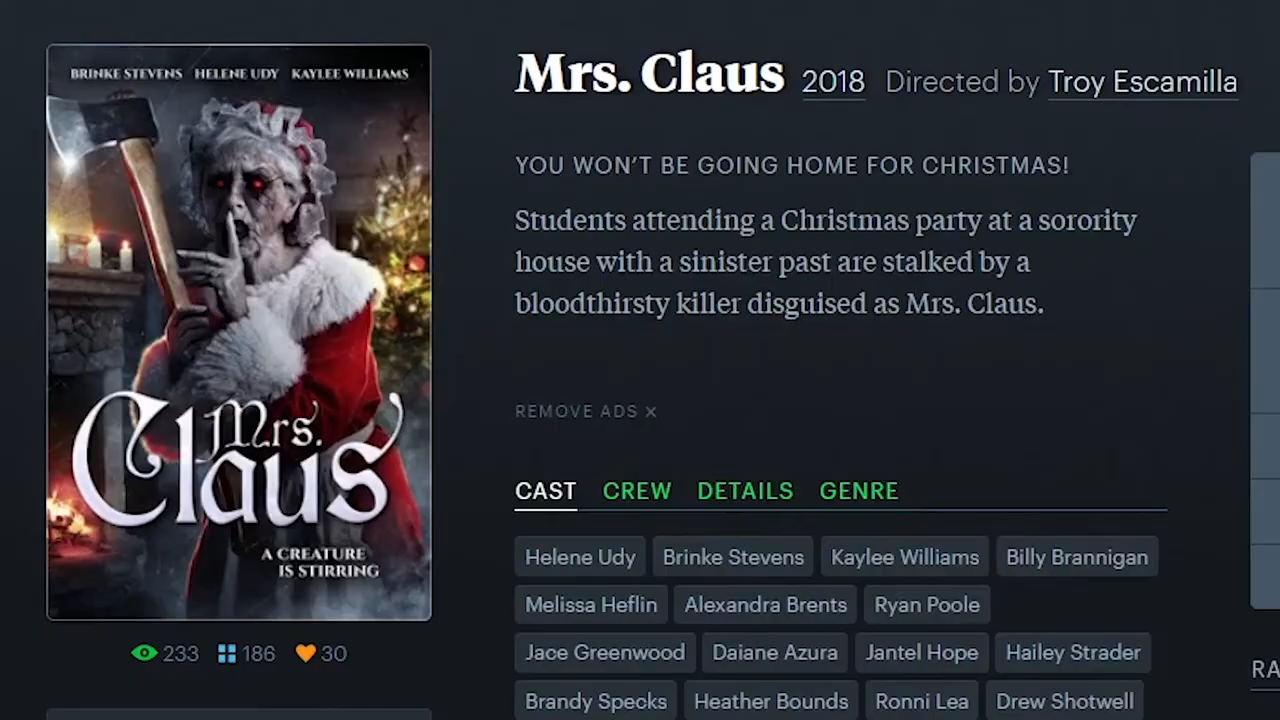 BRINKE STEVENS HELENE UDY KAYLEE WILLIAMS
Mrs.
Claus
A CREATURE
IS STIRRING
233 186 30
Mrs. Claus 2018 Directed by Troy Escamilla
YOU WON'T BE GOING HOME FOR CHRISTMAS!
Students attending a Christmas party at a sorority
house with a sinister past are stalked by a
bloodthirsty killer disguised as Mrs. Claus.
REMOVE ADS ×
CAST CREW DETAILS GENRE
Helene Udy Brinke Stevens Kaylee Williams Billy Brannigan
Melissa Heflin Alexandra Brents Ryan Poole
Jace Greenwood Daiane Azura Jantel Hope Hailey Strader
Brandy Specks Heather Bounds Ronni Lea Drew Shotwell
RA